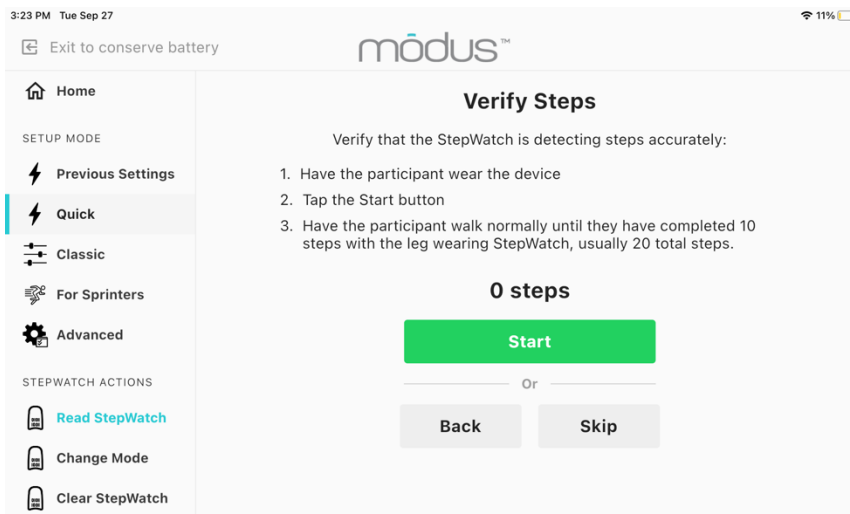 3:23 PM Tue Sep 27
11%
Exit to conserve battery
mōdus™
Home
SETUP MODE
Previous Settings
Quick
Classic
For Sprinters
Advanced
STEPWATCH ACTIONS
Read StepWatch
Change Mode
Clear StepWatch
Verify Steps
Verify that the StepWatch is detecting steps accurately:
1. Have the participant wear the device
2. Tap the Start button
3. Have the participant walk normally until they have completed 10
steps with the leg wearing StepWatch, usually 20 total steps.
0 steps
Start
Or
Back
Skip